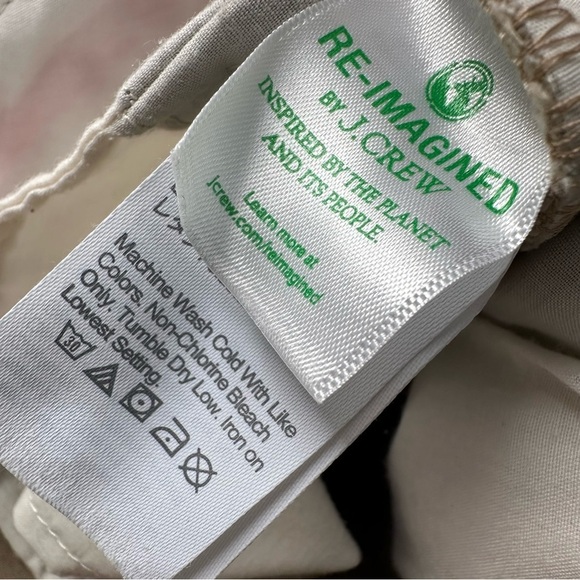 RE-IMAGINED
BY J.CREW
INSPIRED BY THE PLANET
AND ITS PEOPLE.
Learn more at
jcrew.com/reimagined
Machine Wash Cold With Like
Colors. Non-Chlorine Bleach
Only. Tumble Dry Low. Iron on
Lowest Setting.
30